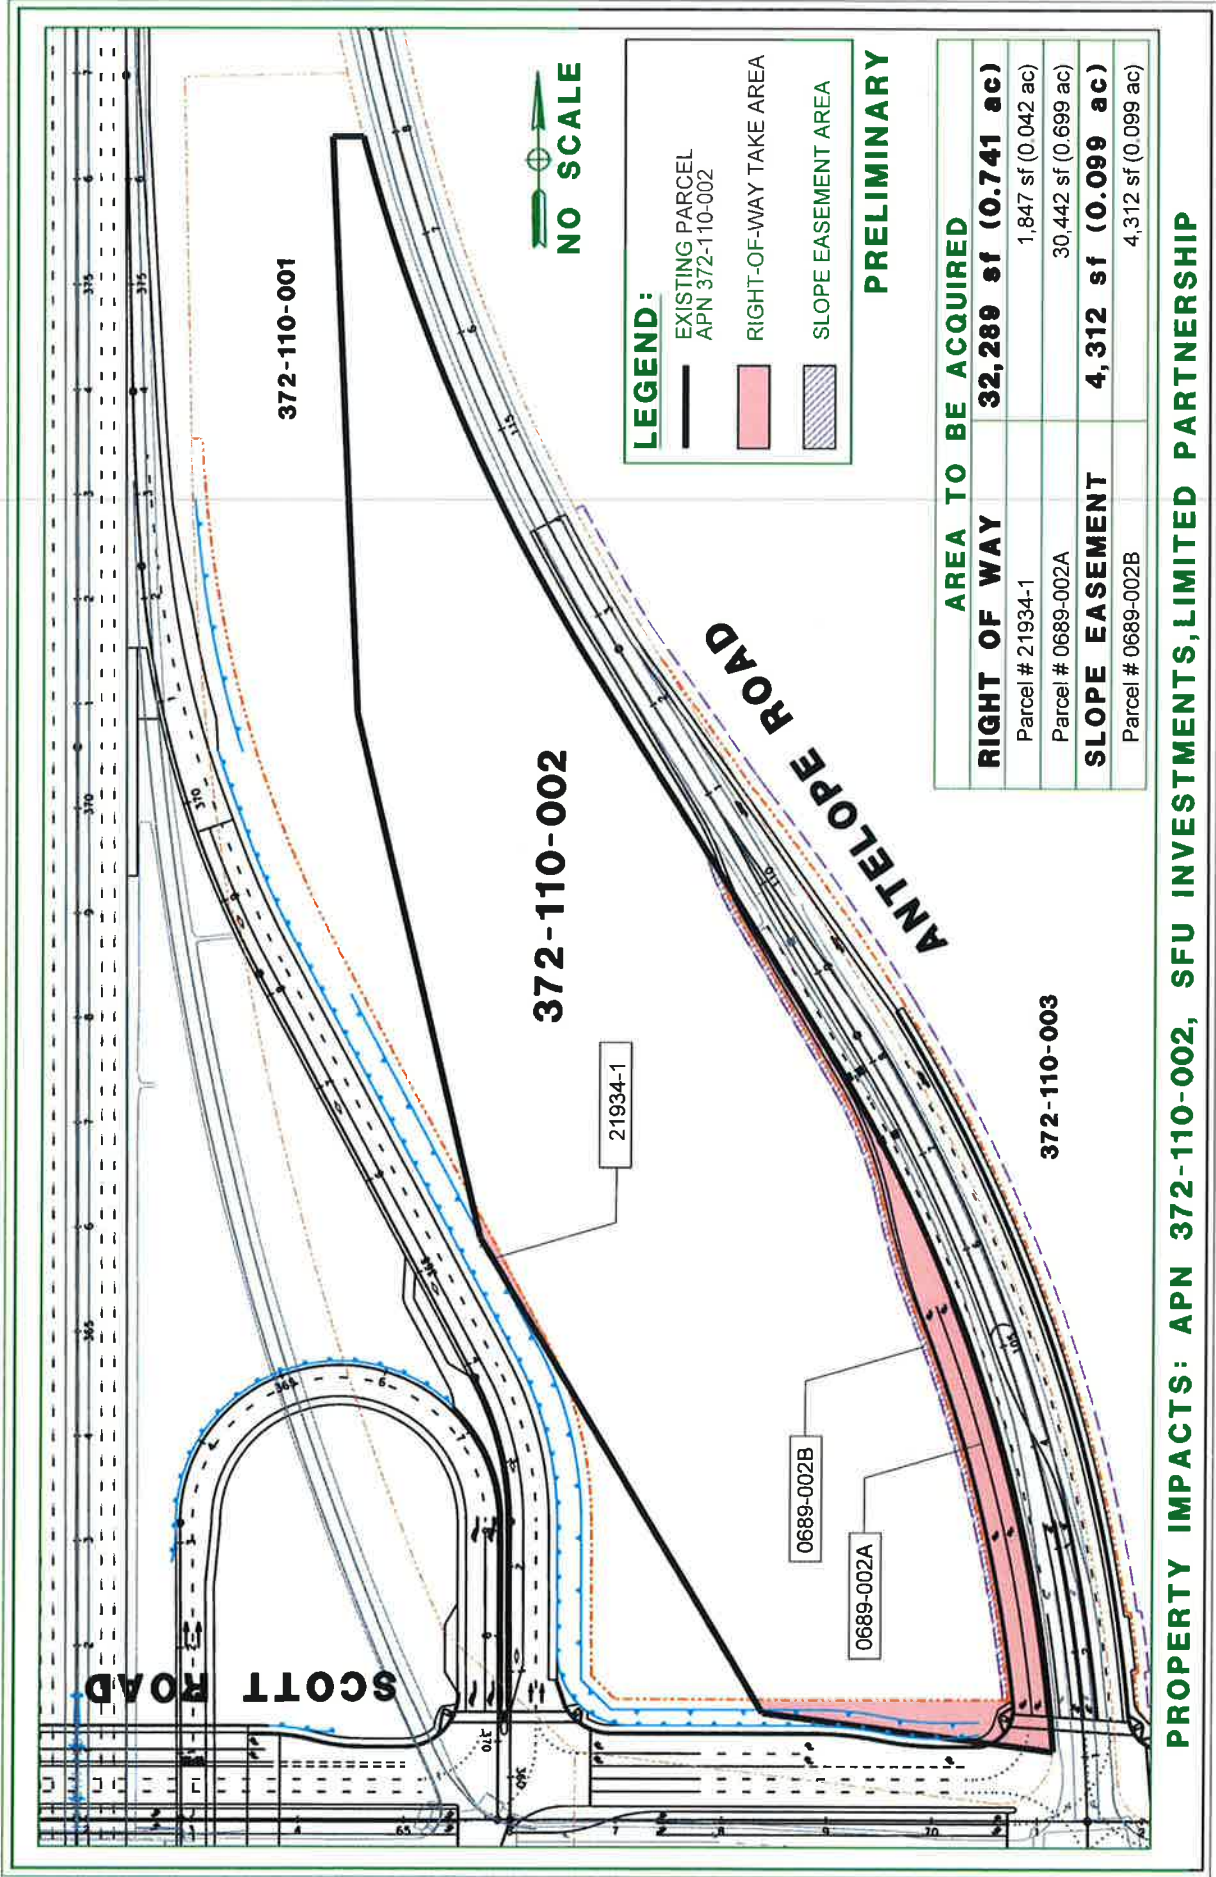 372-110-001
NO SCALE
LEGEND:
EXISTING PARCEL
APN 372-110-002
RIGHT-OF-WAY TAKE AREA
SLOPE EASEMENT AREA
PRELIMINARY
372-110-002
21934-1
SCOTT ROAD
ANTELOPE ROAD
372-110-003
0689-002B
0689-002A
AREA TO BE ACQUIRED
RIGHT OF WAY 32,289 sf (0.741 ac)
Parcel # 21934-1 1,847 sf (0.042 ac)
Parcel # 0689-002A 30,442 sf (0.699 ac)
SLOPE EASEMENT 4,312 sf (0.099 ac)
Parcel # 0689-002B 4,312 sf (0.099 ac)
PROPERTY IMPACTS: APN 372-110-002, SFU INVESTMENTS, LIMITED PARTNERSHIP